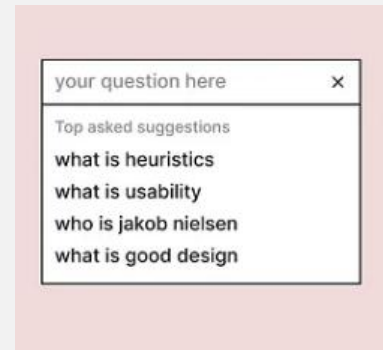 your question here ×
Top asked suggestions
what is heuristics
what is usability
who is jakob nielsen
what is good design